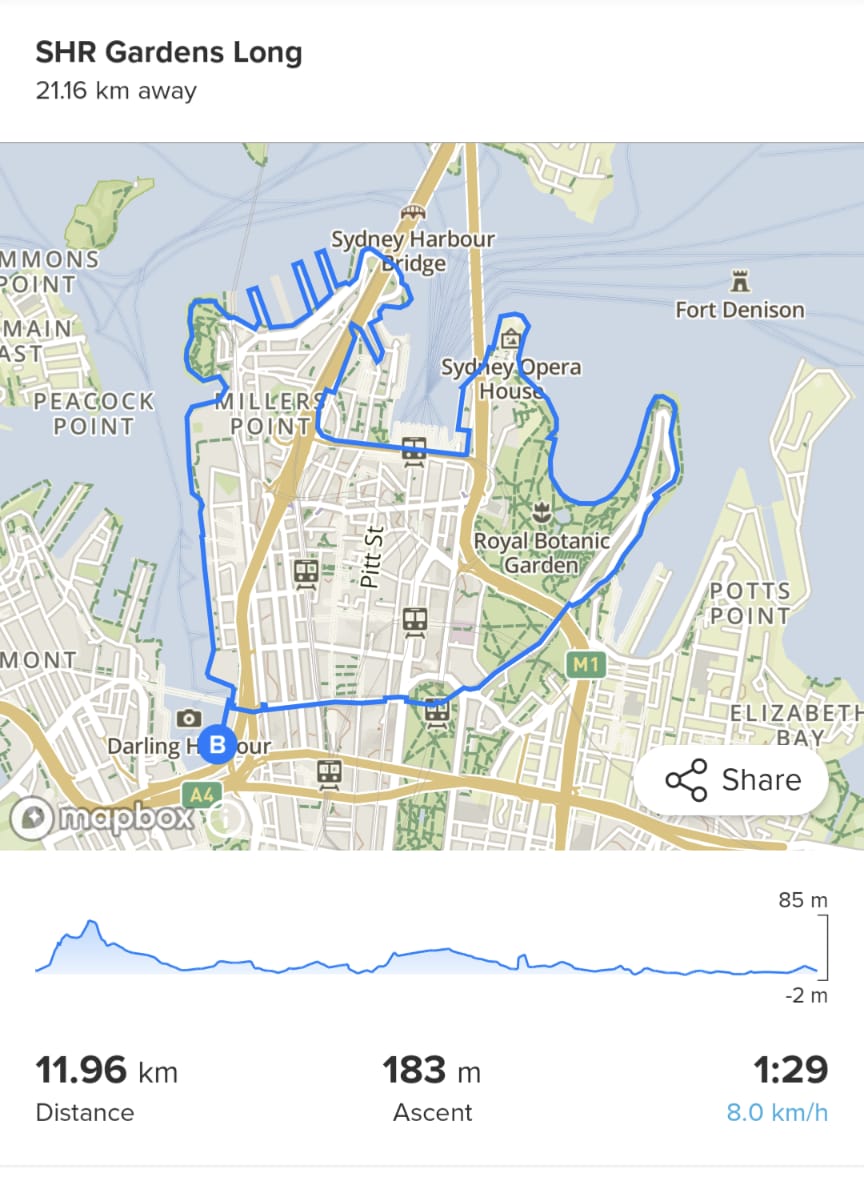 SHR Gardens Long
21.16 km away
Sydney Harbour
Bridge
MMONS
POINT
Fort Denison
MAIN
AST
Sydney Opera
House
PEACOCK
POINT
MILLERS
POINT
Pitt St
Royal Botanic
Garden
POTTS
POINT
MONT
M1
ELIZABETH
BAY
Darling H
B
our
Share
A4
mapbox
85 m
-2 m
11.96 km
183 m
1:29
Distance
Ascent
8.0 km/h